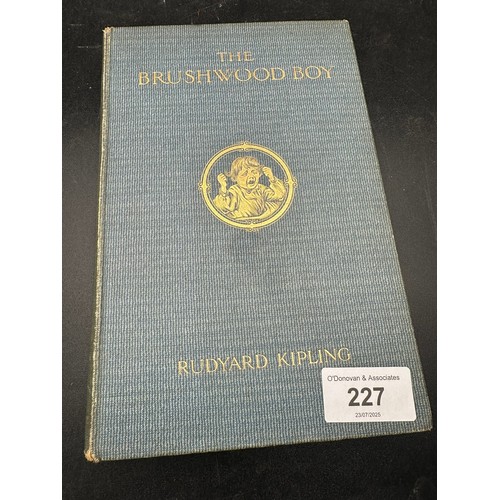 THE
BRUSHWOOD BOY
RUDYARD KIPLING
O'Donovan & Associates
227
23/07/2025